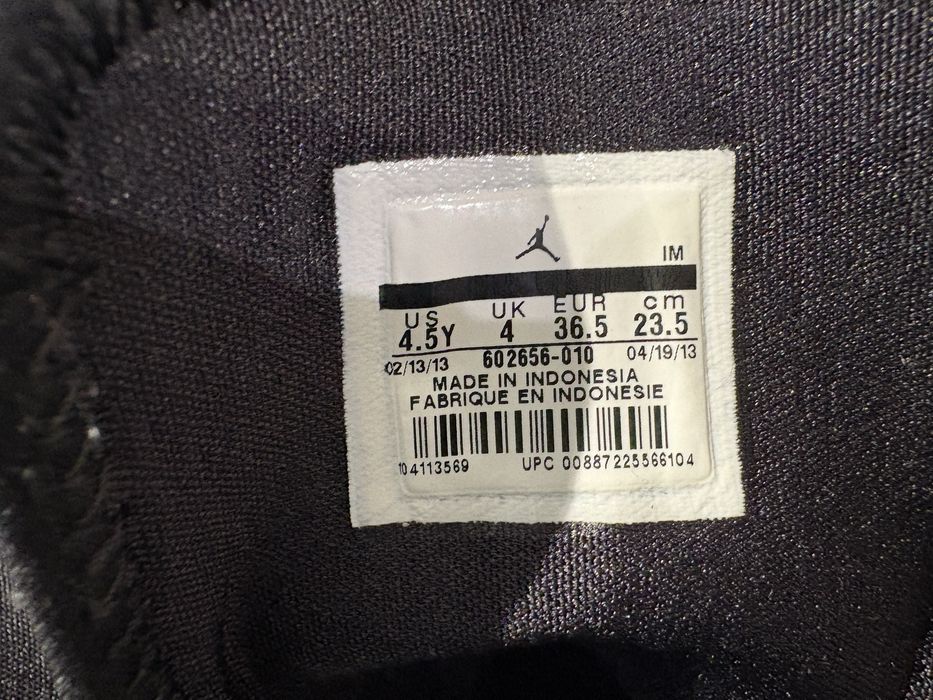 IM
US UK EUR cm
4.5Y 4 36.5 23.5
02/13/13 602656-010 04/19/13
MADE IN INDONESIA
FABRIQUE EN INDONESIE
104113569 UPC 00887225566104